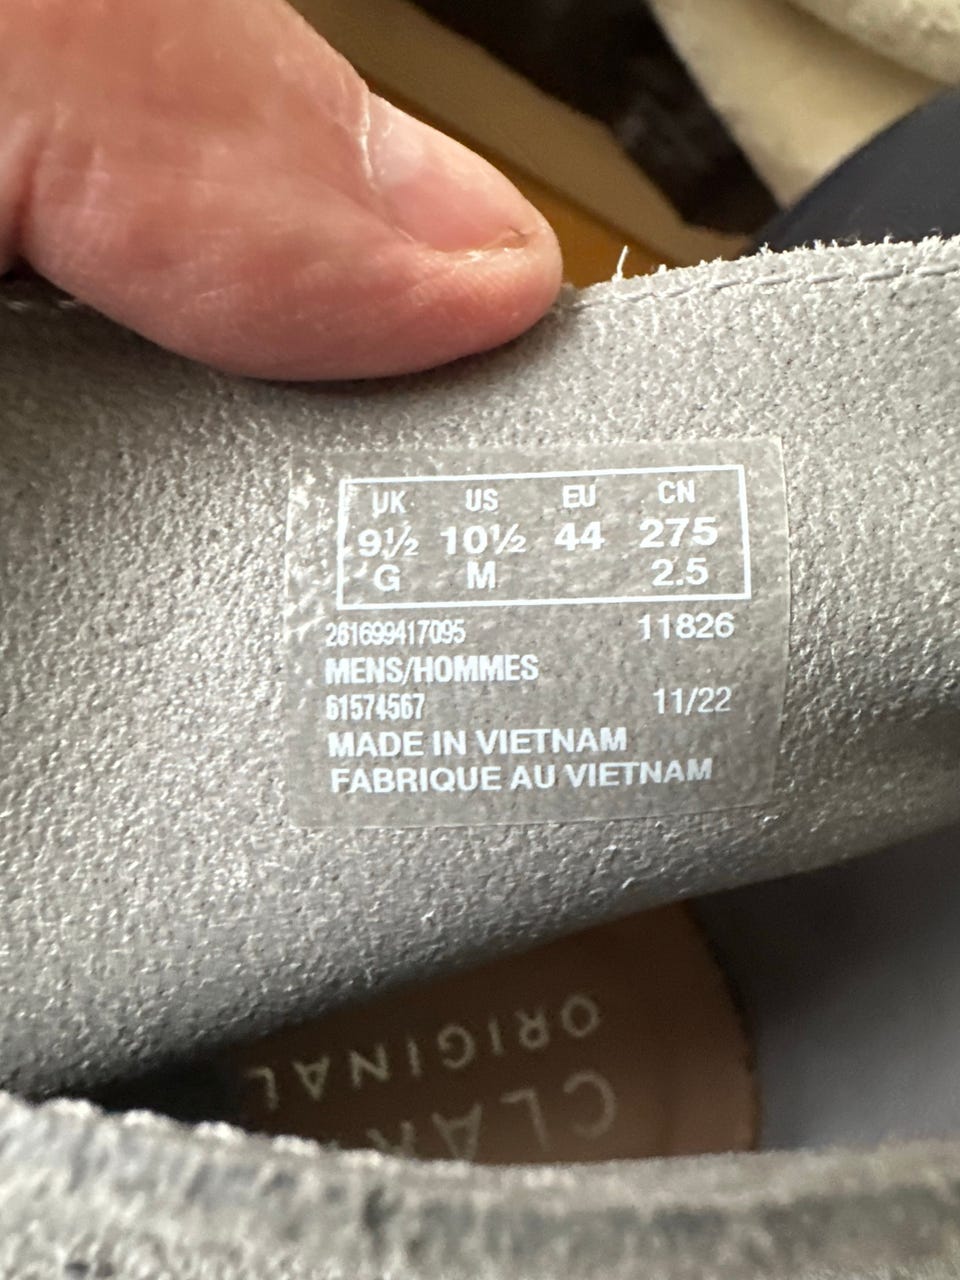 UK US EU CN
9½ 10½ 44 275
G M 2.5
261699417095 11826
MENS/HOMMES
61574567 11/22
MADE IN VIETNAM
FABRIQUE AU VIETNAM
ORIGINAL